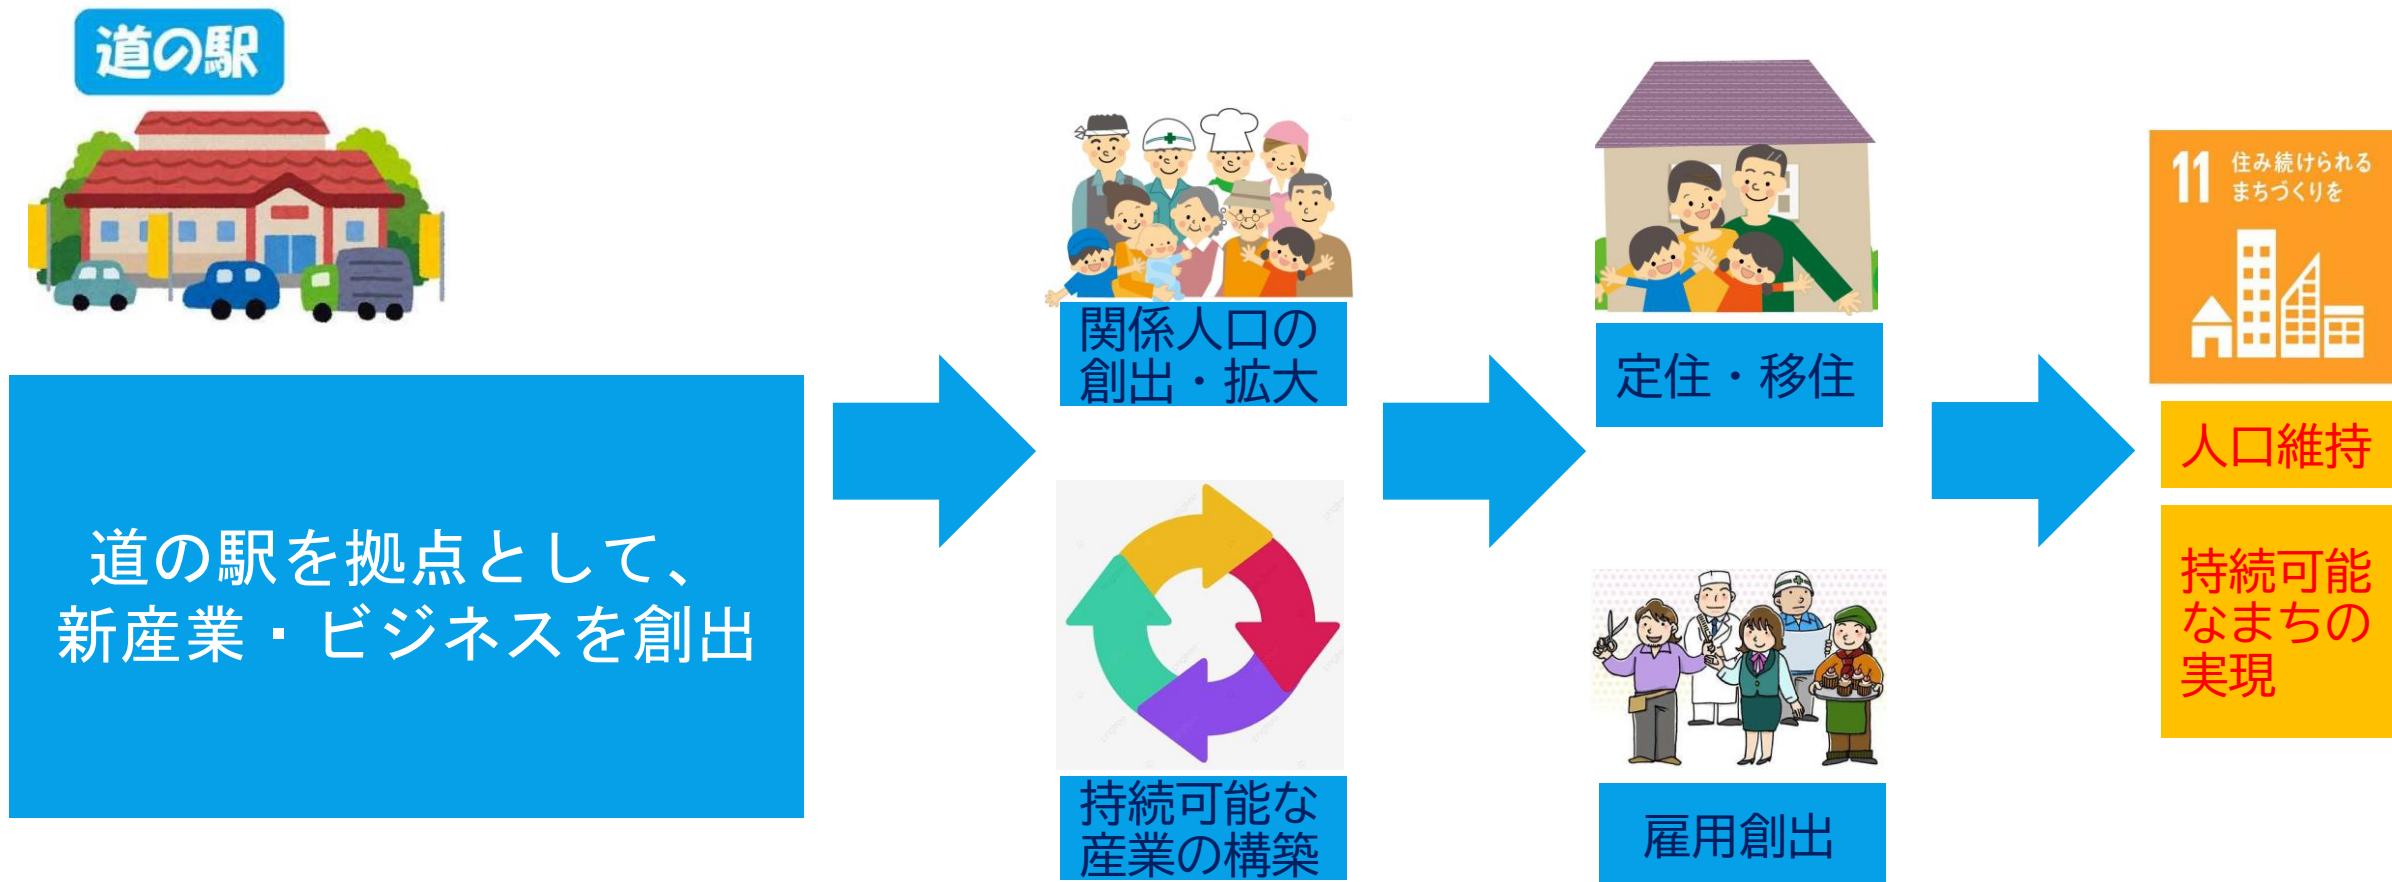 道の駅
道の駅を拠点として、
新産業・ビジネスを創出
関係人口の
創出・拡大
持続可能な
産業の構築
定住・移住
雇用創出
11 住み続けられる
まちづくりを
人口維持
持続可能
なまちの
実現